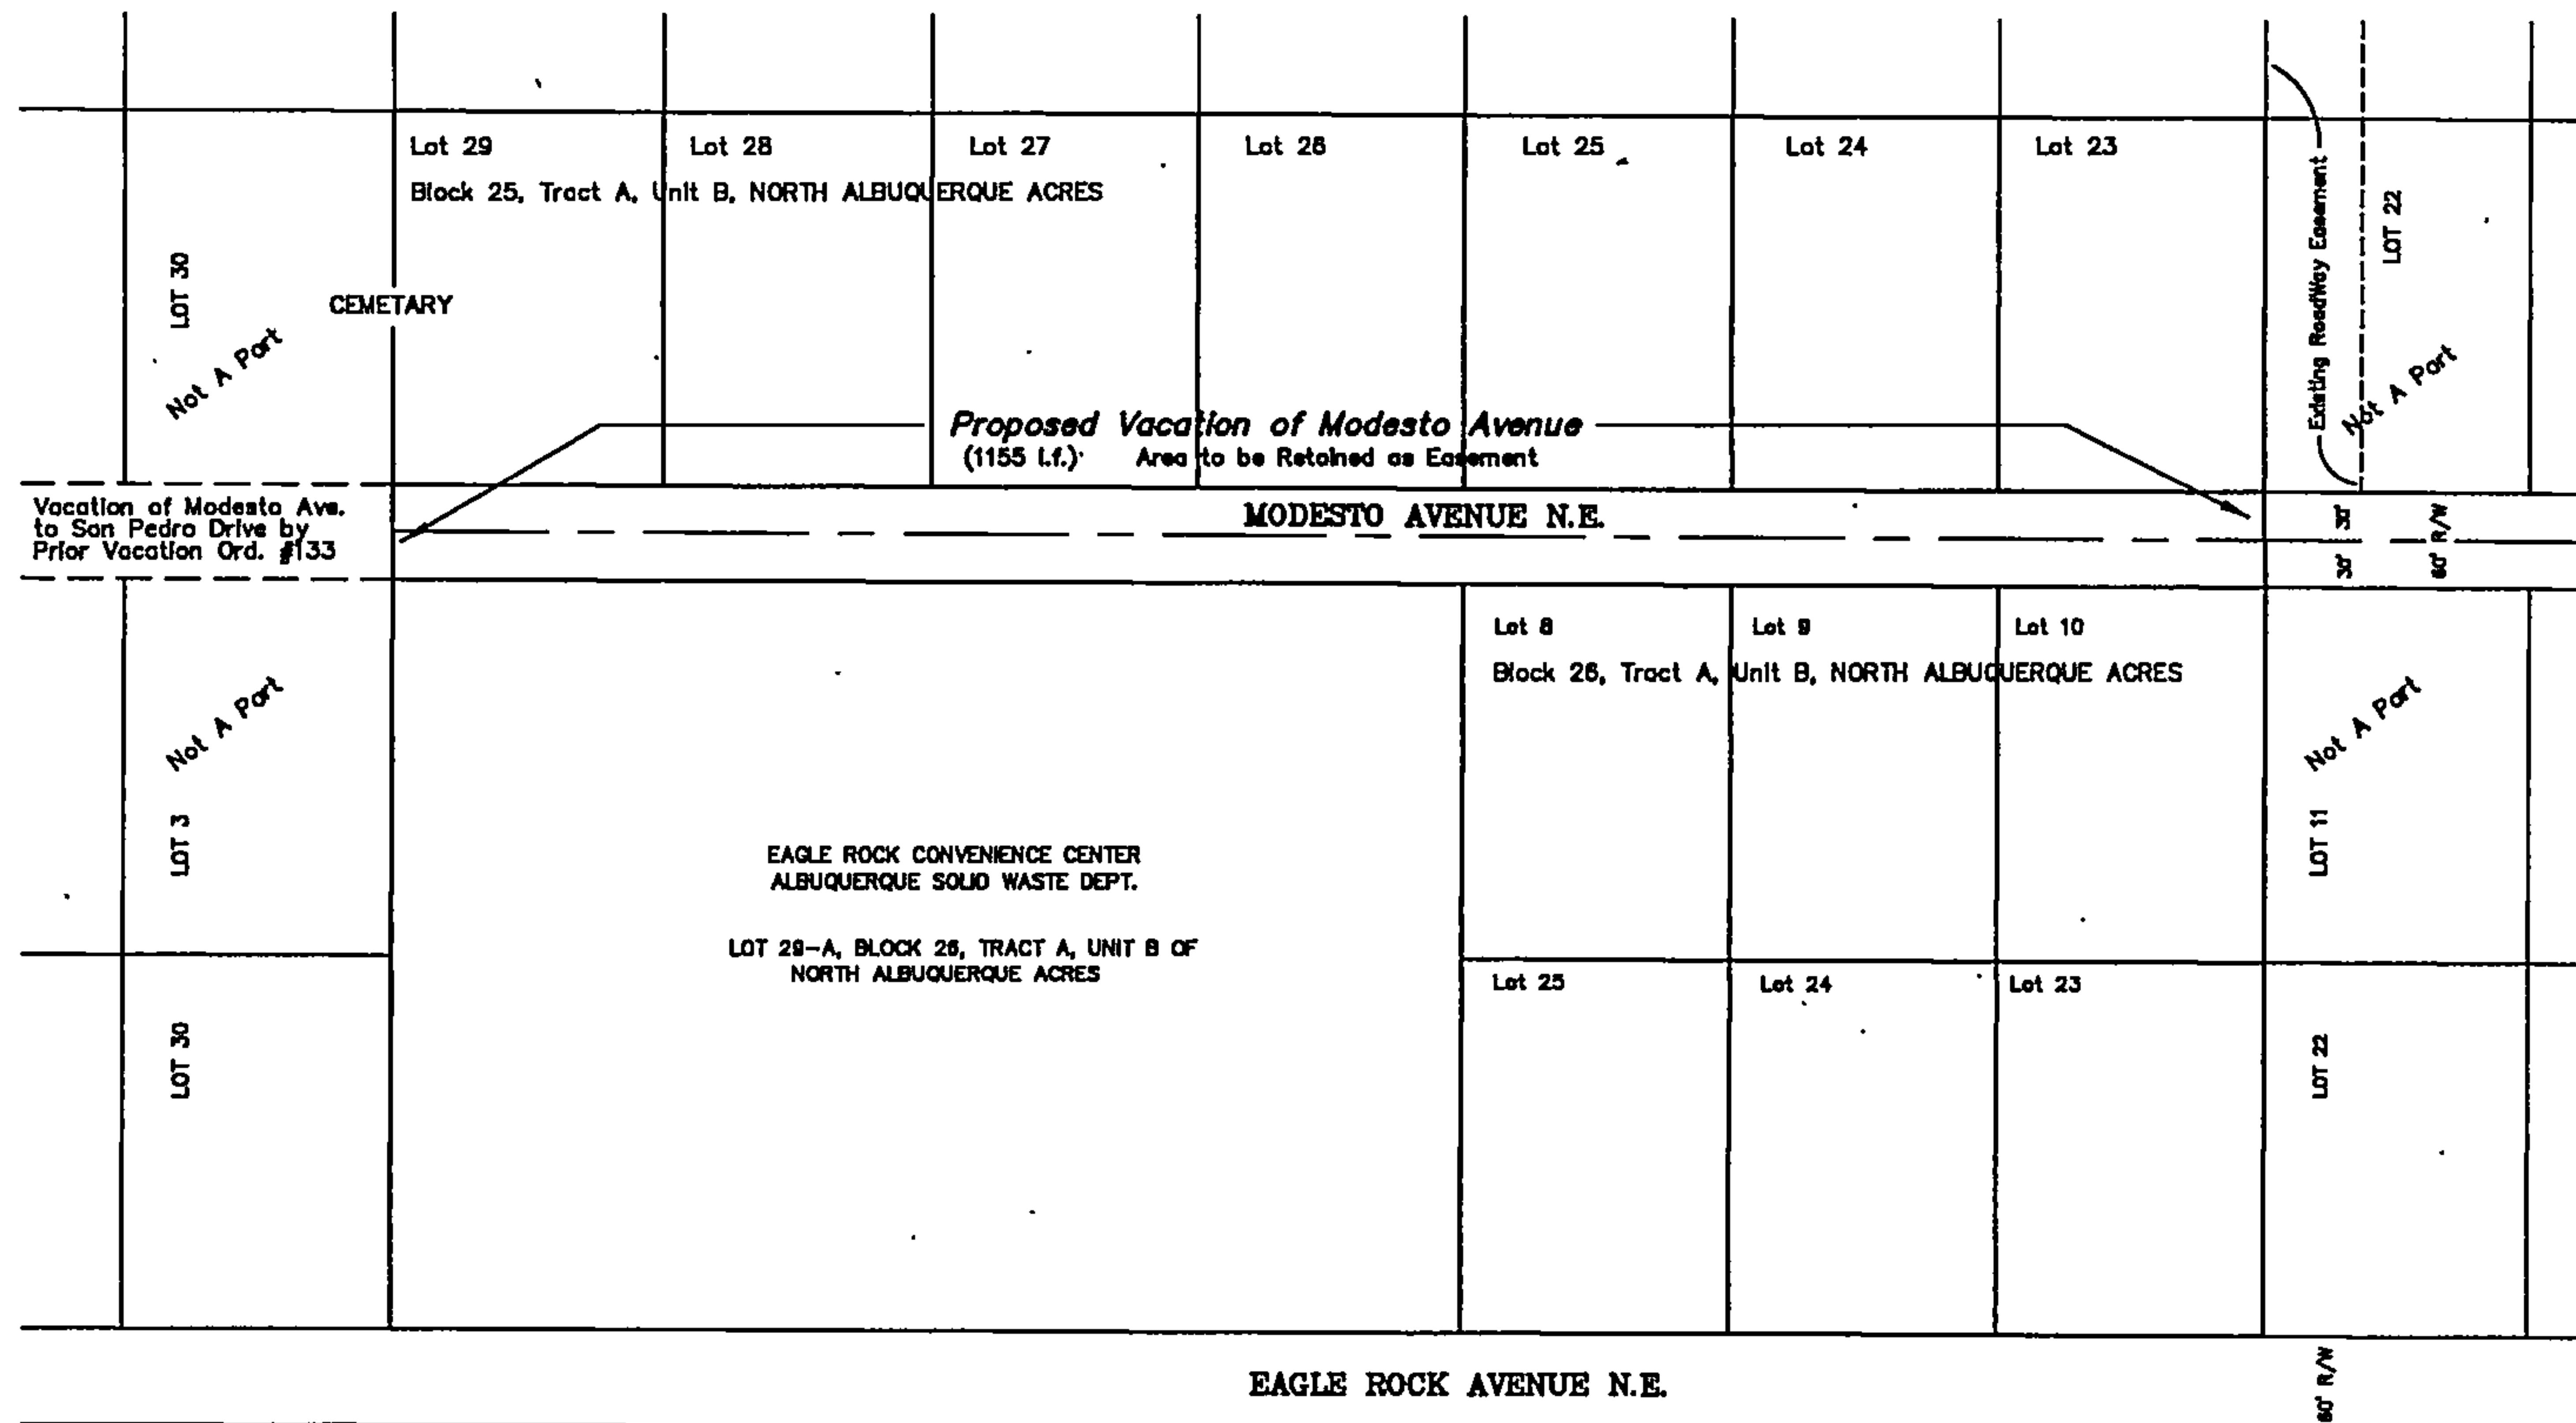 Lot 29
Lot 28
Lot 27
Lot 26
Lot 25
Lot 24
Lot 23
Block 25, Tract A, Unit B, NORTH ALBUQUERQUE ACRES
LOT 30
Not A Part
CEMETARY
Existing RoadWay Easement
LOT 22
Not A Part
Proposed Vacation of Modesto Avenue
(1155 l.f.) Area to be Retained as Easement
Vacation of Modesto Ave.
to San Pedro Drive by
Prior Vacation Ord. #133
MODESTO AVENUE N.E.
30'
30'
60' R/W
Lot 8
Lot 9
Lot 10
Block 26, Tract A, Unit B, NORTH ALBUQUERQUE ACRES
Not A Part
LOT 3
Not A Part
LOT 11
EAGLE ROCK CONVENIENCE CENTER
ALBUQUERQUE SOLID WASTE DEPT.
LOT 29-A, BLOCK 26, TRACT A, UNIT B OF
NORTH ALBUQUERQUE ACRES
Lot 25
Lot 24
Lot 23
LOT 30
LOT 22
EAGLE ROCK AVENUE N.E.
60' R/W